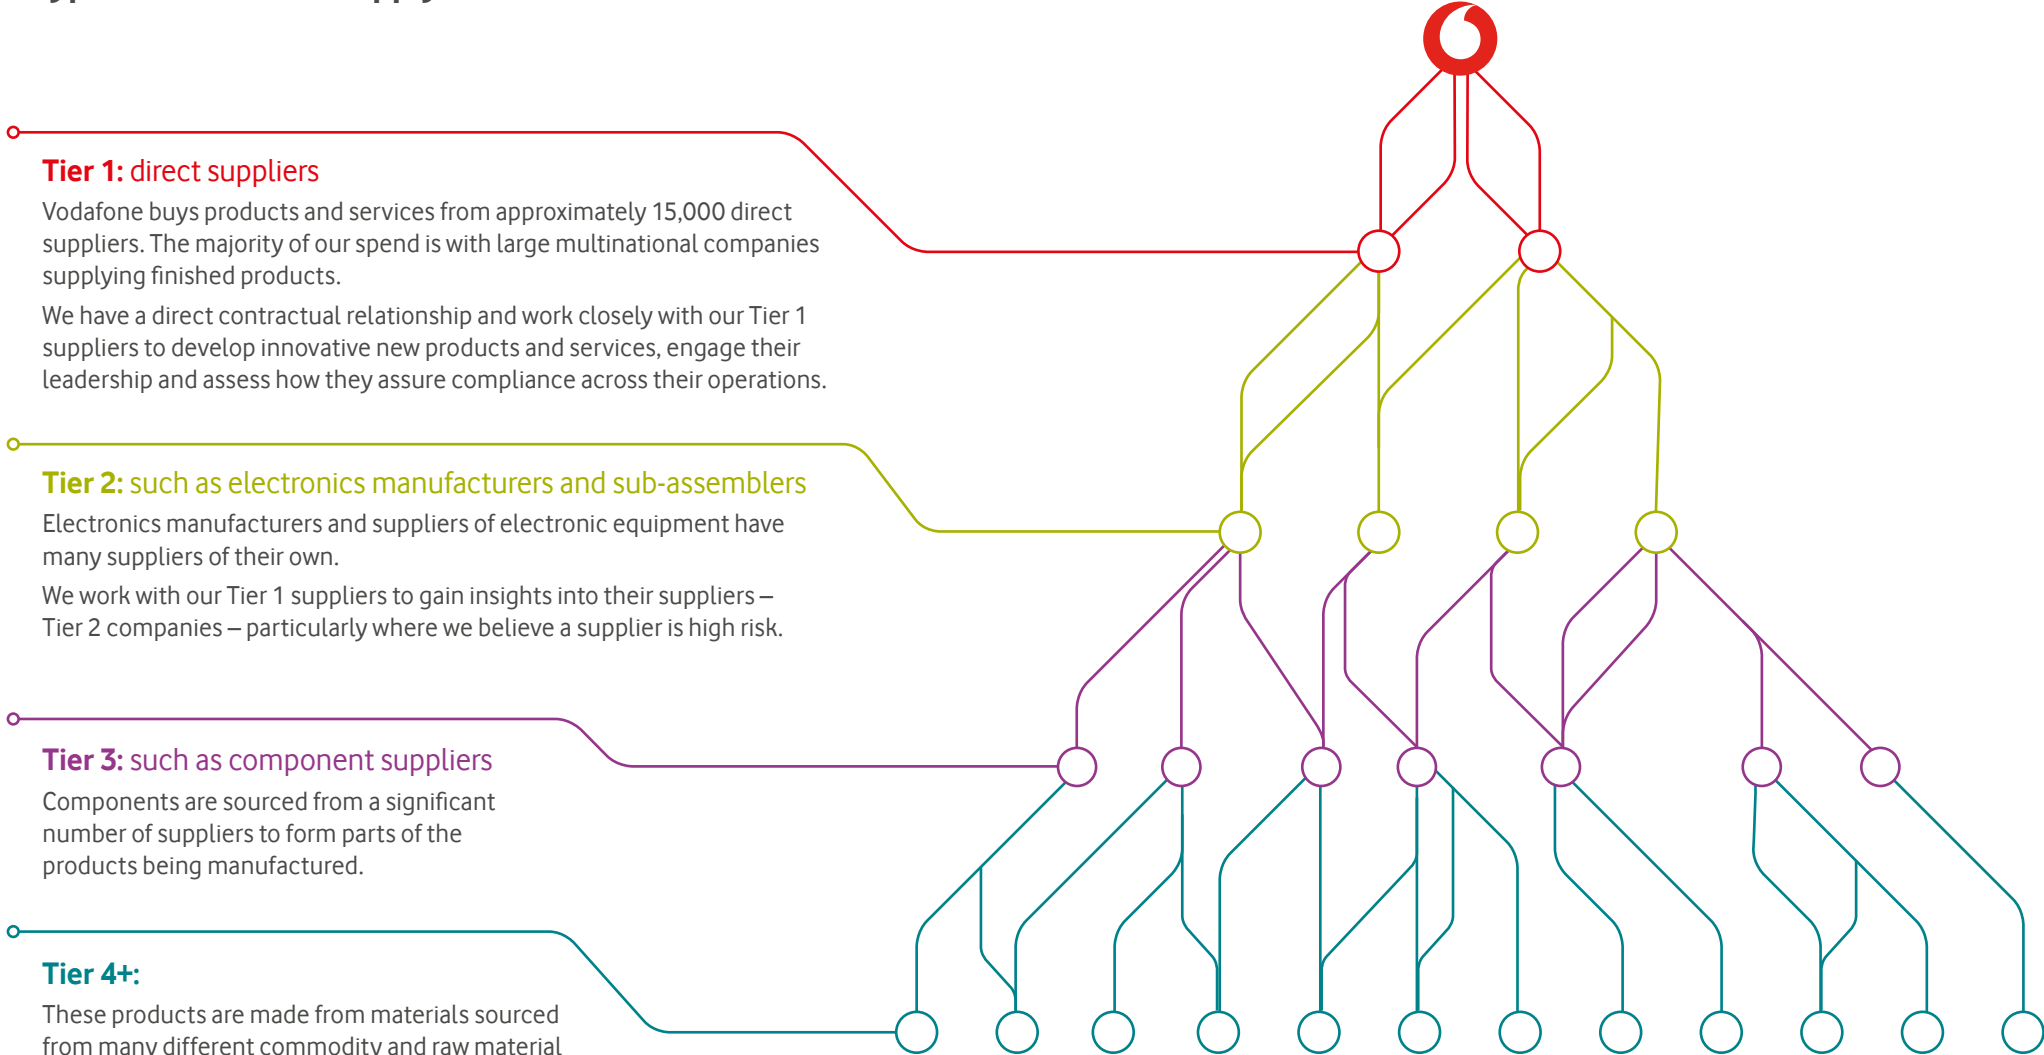 Tier 1: direct suppliers
Vodafone buys products and services from approximately 15,000 direct
suppliers. The majority of our spend is with large multinational companies
supplying finished products.
We have a direct contractual relationship and work closely with our Tier 1
suppliers to develop innovative new products and services, engage their
leadership and assess how they assure compliance across their operations.
Tier 2: such as electronics manufacturers and sub-assemblers
Electronics manufacturers and suppliers of electronic equipment have
many suppliers of their own.
We work with our Tier 1 suppliers to gain insights into their suppliers –
Tier 2 companies – particularly where we believe a supplier is high risk.
Tier 3: such as component suppliers
Components are sourced from a significant
number of suppliers to form parts of the
products being manufactured.
Tier 4+:
These products are made from materials sourced
from many different commodity and raw material